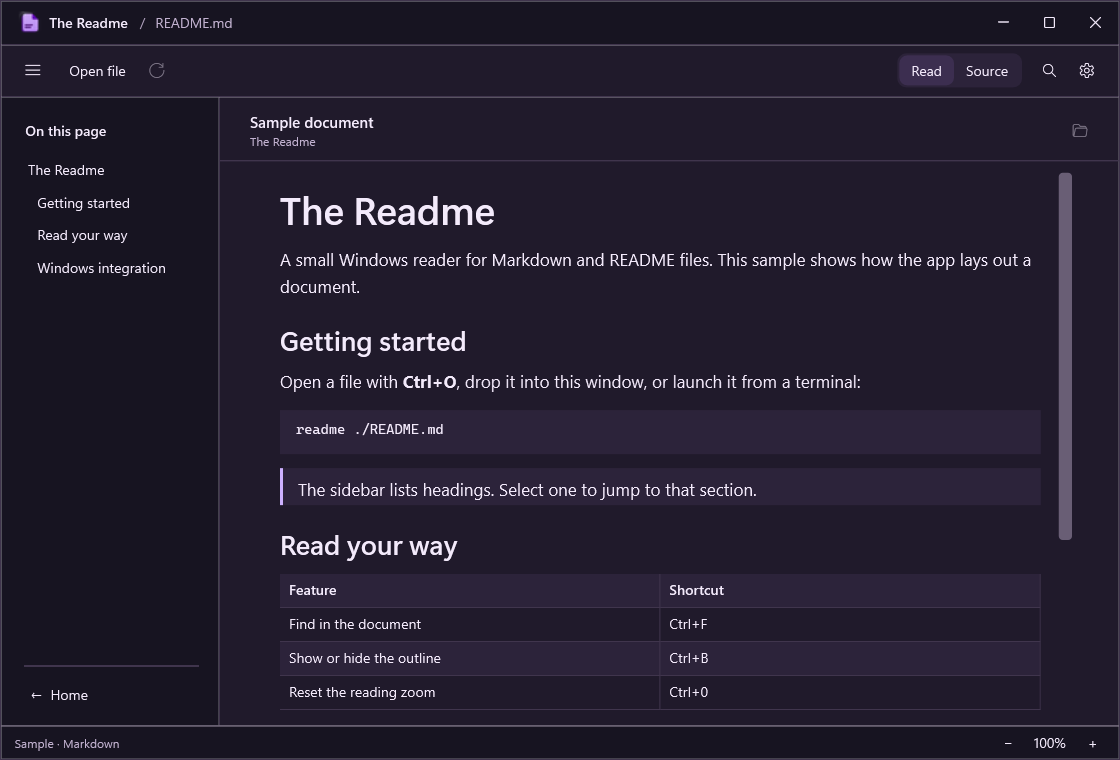 The Readme / README.md
Open file
Read Source
On this page
The Readme
Getting started
Read your way
Windows integration
← Home
Sample document
The Readme
The Readme
A small Windows reader for Markdown and README files. This sample shows how the app lays out a
document.
Getting started
Open a file with Ctrl+O, drop it into this window, or launch it from a terminal:
readme ./README.md
The sidebar lists headings. Select one to jump to that section.
Read your way
Feature Shortcut
Find in the document Ctrl+F
Show or hide the outline Ctrl+B
Reset the reading zoom Ctrl+0
Sample · Markdown
− 100% +